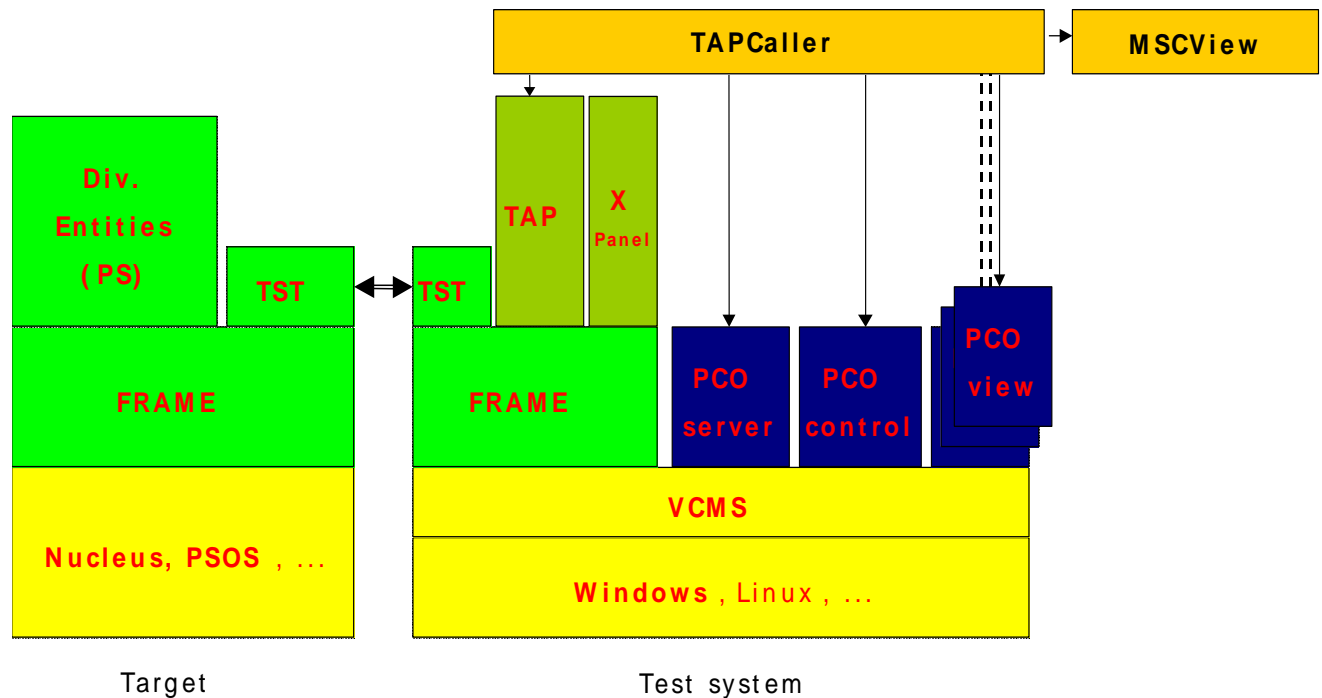 TAPCaller
MSCView
Div.
Entities
(PS)
TST
TST
TAP
X
Panel
FRAME
FRAME
PCO
server
PCO
control
PCO
view
VCMS
Nucleus, PSOS , ...
Windows , Linux , ...
Target
Test system